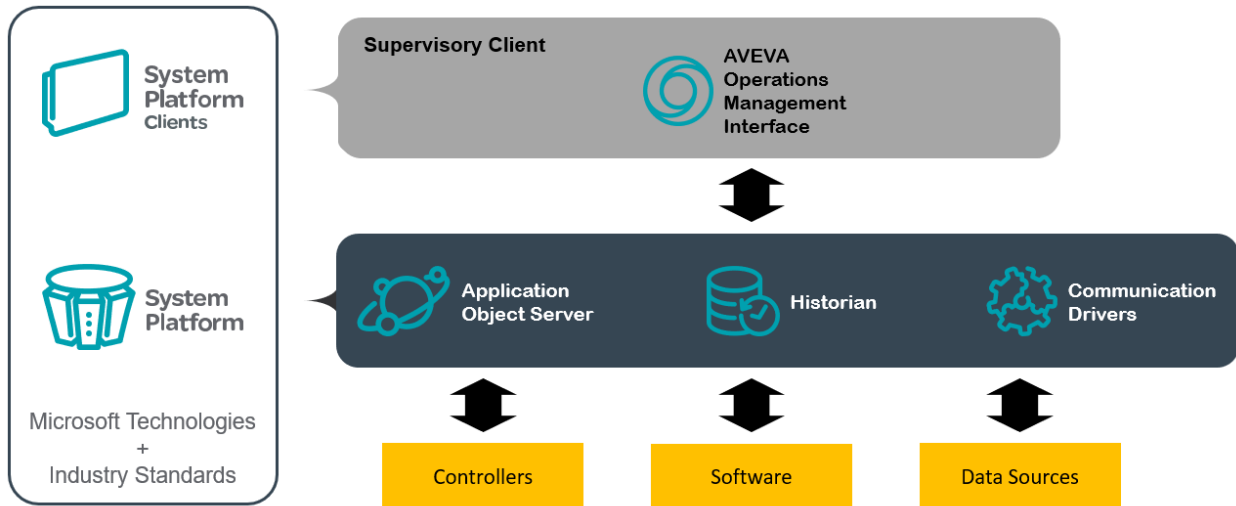 System
Platform
Clients
System
Platform
Microsoft Technologies
+
Industry Standards
Supervisory Client
AVEVA
Operations
Management
Interface
Application
Object Server
Historian
Communication
Drivers
Controllers
Software
Data Sources